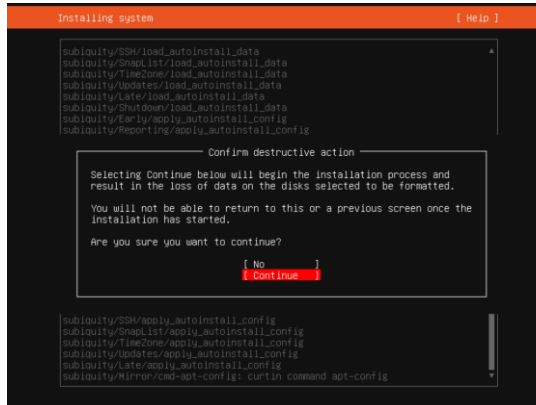 Installing system [ Help ]
subiquity/SSH/load_autoinstall_data
subiquity/SnapList/load_autoinstall_data
subiquity/TimeZone/load_autoinstall_data
subiquity/Updates/load_autoinstall_data
subiquity/Late/load_autoinstall_data
subiquity/Shutdown/load_autoinstall_data
subiquity/Early/apply_autoinstall_config
subiquity/Reporting/apply_autoinstall_config
Confirm destructive action
Selecting Continue below will begin the installation process and
result in the loss of data on the disks selected to be formatted.
You will not be able to return to this or a previous screen once the
installation has started.
Are you sure you want to continue?
[ No ]
[ Continue ]
subiquity/SSH/apply_autoinstall_config
subiquity/SnapList/apply_autoinstall_config
subiquity/TimeZone/apply_autoinstall_config
subiquity/Updates/apply_autoinstall_config
subiquity/Late/apply_autoinstall_config
subiquity/Mirror/cmd-apt-config: curtin command apt-config